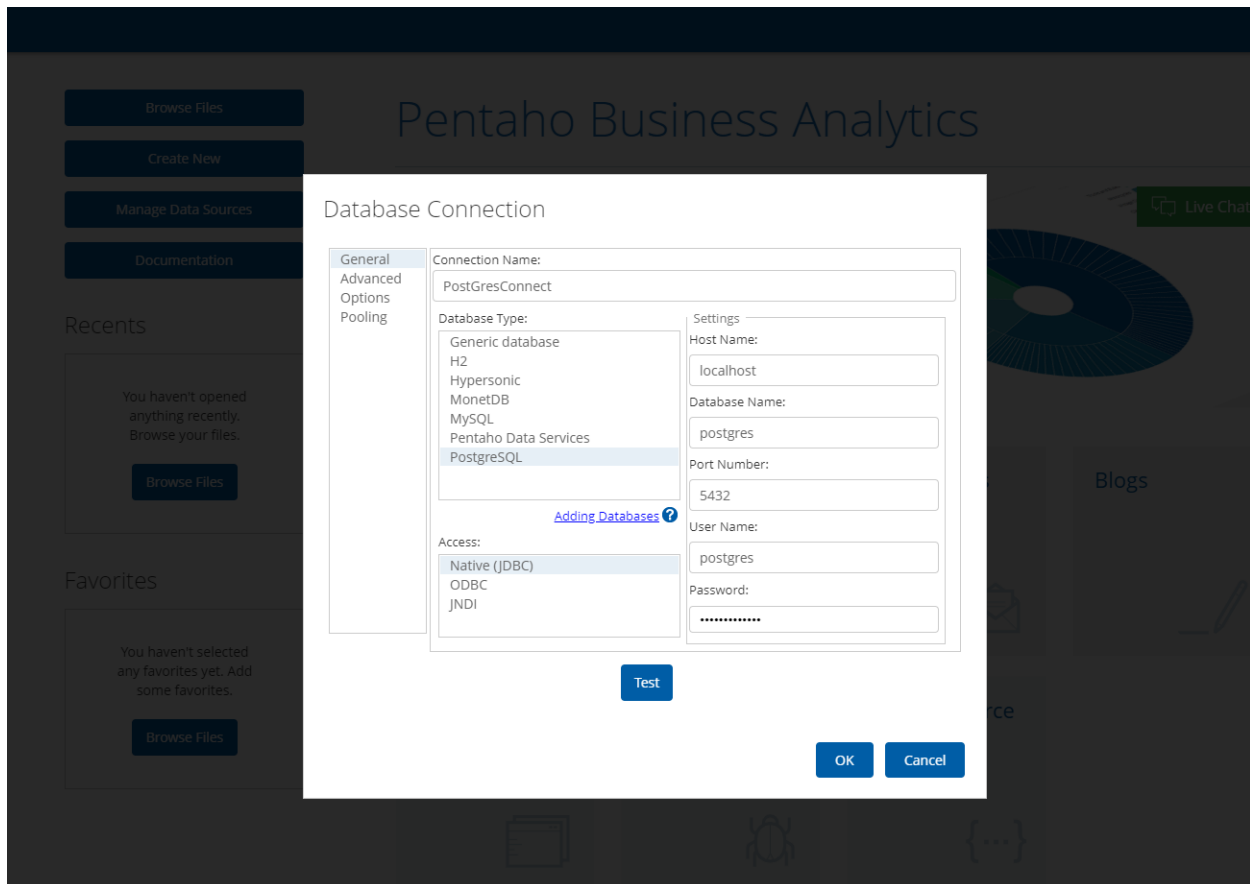 Browse Files
Create New
Manage Data Sources
Documentation
Recents
You haven't opened
anything recently.
Browse your files.
Browse Files
Favorites
You haven't selected
any favorites yet. Add
some favorites.
Browse Files
Pentaho Business Analytics
Live Chat
Blogs
Database Connection
General
Advanced
Options
Pooling
Connection Name:
PostGresConnect
Database Type:
Generic database
H2
Hypersonic
MonetDB
MySQL
Pentaho Data Services
PostgreSQL
Adding Databases ?
Access:
Native (JDBC)
ODBC
JNDI
Settings
Host Name:
localhost
Database Name:
postgres
Port Number:
5432
User Name:
postgres
Password:
•••••••••••••
Test
OK
Cancel
{...}